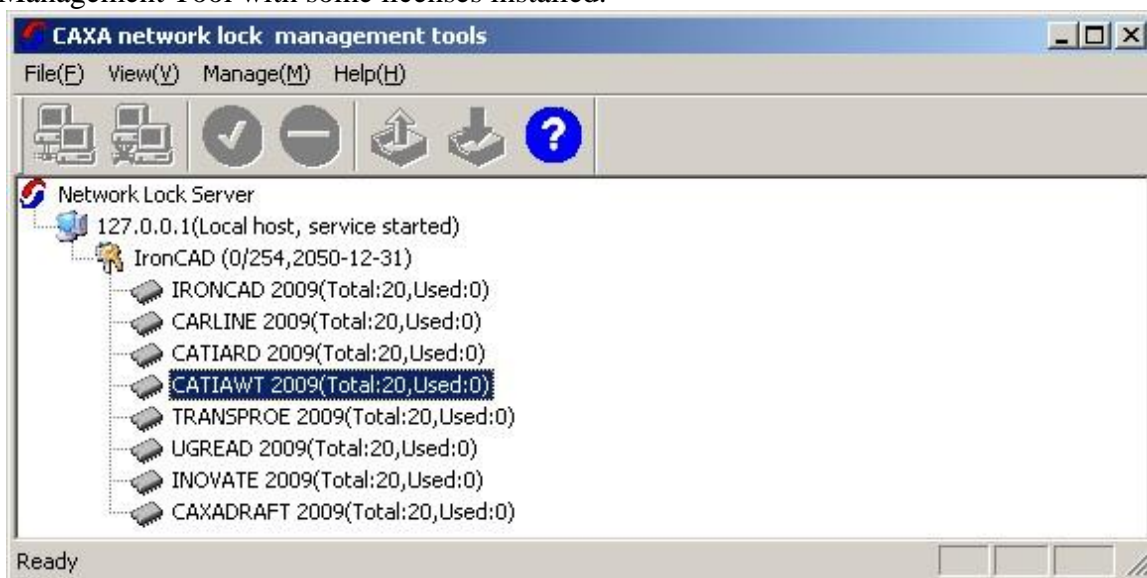 Management Tool with some licenses installed.
CAXA network lock management tools
File(F) View(V) Manage(M) Help(H)
?
Network Lock Server
127.0.0.1(Local host, service started)
IronCAD (0/254,2050-12-31)
IRONCAD 2009(Total:20,Used:0)
CARLINE 2009(Total:20,Used:0)
CATIARD 2009(Total:20,Used:0)
CATIAWT 2009(Total:20,Used:0)
TRANSPROE 2009(Total:20,Used:0)
UGREAD 2009(Total:20,Used:0)
INOVATE 2009(Total:20,Used:0)
CAXADRAFT 2009(Total:20,Used:0)
Ready